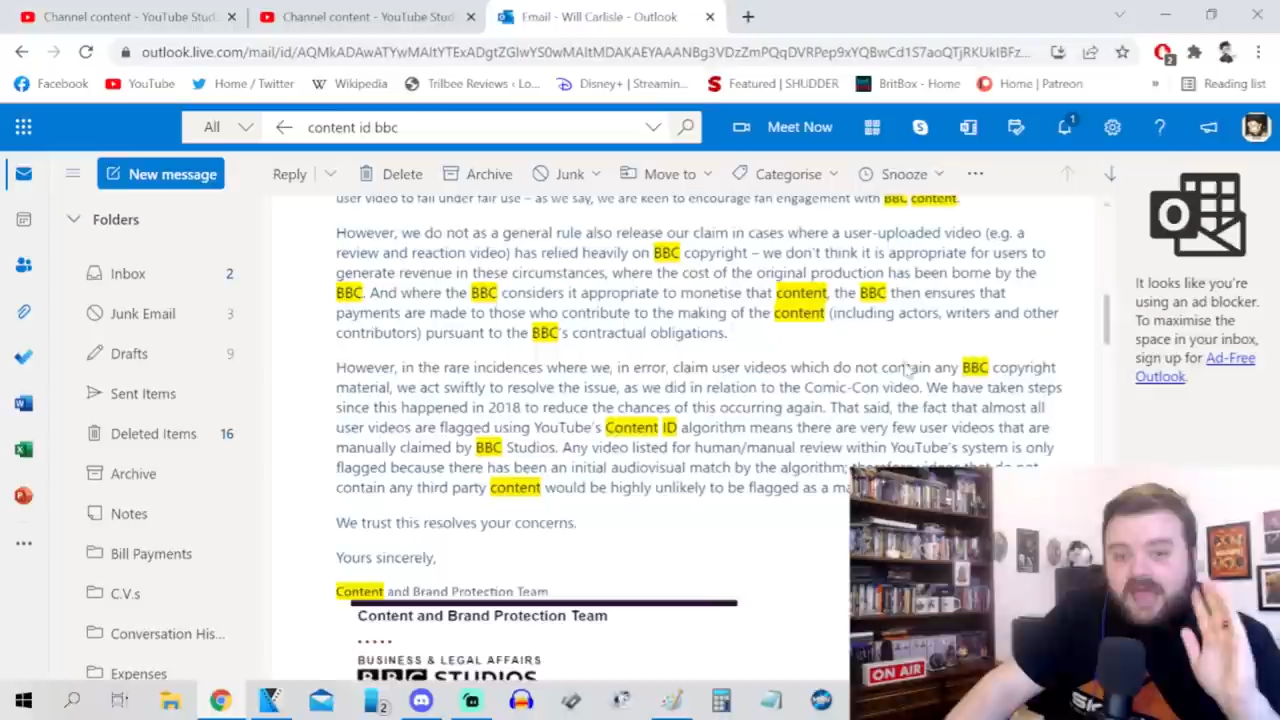 Channel content - YouTube Stud
Channel content - YouTube Stud
Email - Will Carlisle - Outlook
outlook.live.com/mail/id/
Facebook
YouTube
Home / Twitter
Wikipedia
Trilbee Reviews ‹ Lo...
Disney+ | Streamin...
Featured | SHUDDER
BritBox - Home
Home | Patreon
»
Reading list
All
content id bbc
Meet Now
1
New message
Reply
Delete
Archive
Junk
Move to
Categorise
Snooze
Folders
Inbox 2
Junk Email 3
Drafts 9
Sent Items
Deleted Items 16
Archive
Notes
Bill Payments
C.V.s
Conversation His...
Expenses
user video to fall under fair use – as we say, we are keen to encourage fan engagement with BBC content.
However, we do not as a general rule also release our claim in cases where a user-uploaded video (e.g. a
review and reaction video) has relied heavily on BBC copyright – we don't think it is appropriate for users to
generate revenue in these circumstances, where the cost of the original production has been borne by the
BBC. And where the BBC considers it appropriate to monetise that content, the BBC then ensures that
payments are made to those who contribute to the making of the content (including actors, writers and other
contributors) pursuant to the BBC's contractual obligations.
However, in the rare incidences where we, in error, claim user videos which do not contain any BBC copyright
material, we act swiftly to resolve the issue, as we did in relation to the Comic-Con video. We have taken steps
since this happened in 2018 to reduce the chances of this occurring again. That said, the fact that almost all
user videos are flagged using YouTube's Content ID algorithm means there are very few user videos that are
manually claimed by BBC Studios. Any video listed for human/manual review within YouTube's system is only
flagged because there has been an initial audiovisual match by the algorithm; therefore videos that do not
contain any third party content would be highly unlikely to be flagged as a
We trust this resolves your concerns.
Yours sincerely,
Content and Brand Protection Team
Content and Brand Protection Team
BUSINESS & LEGAL AFFAIRS
BBC STUDIOS
It looks like you're
using an ad blocker.
To maximise the
space in your inbox,
sign up for Ad-Free
Outlook.
ON AIR